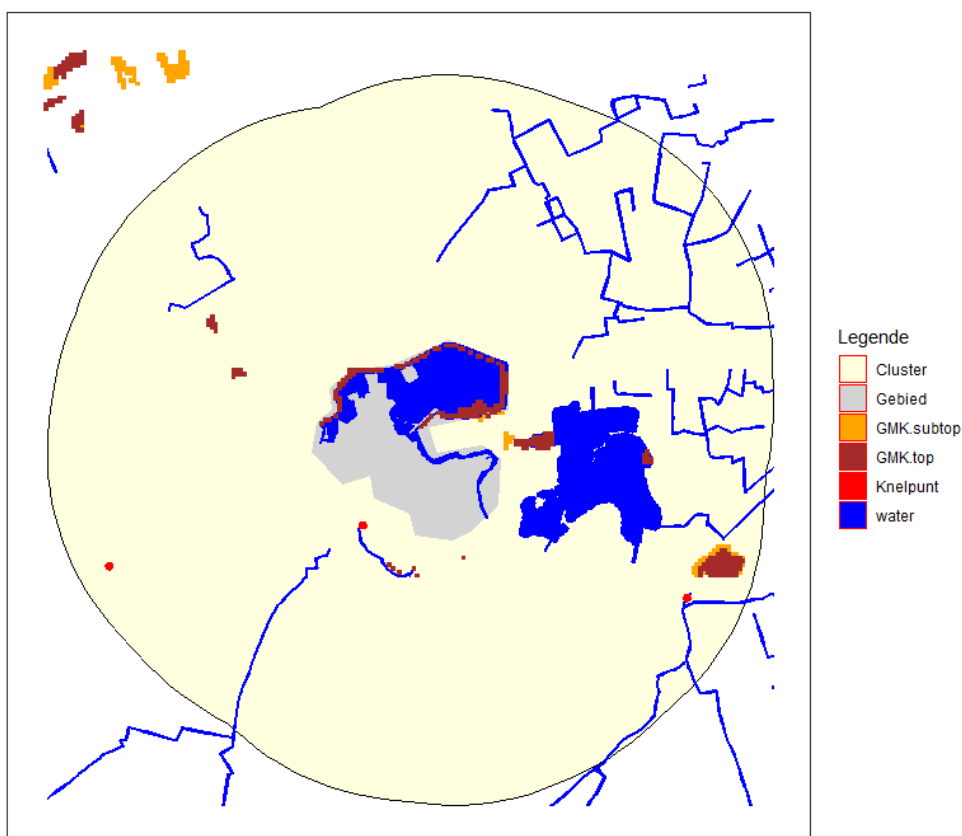 Legende
Cluster
Gebied
GMK.subtop
GMK.top
Knelpunt
water